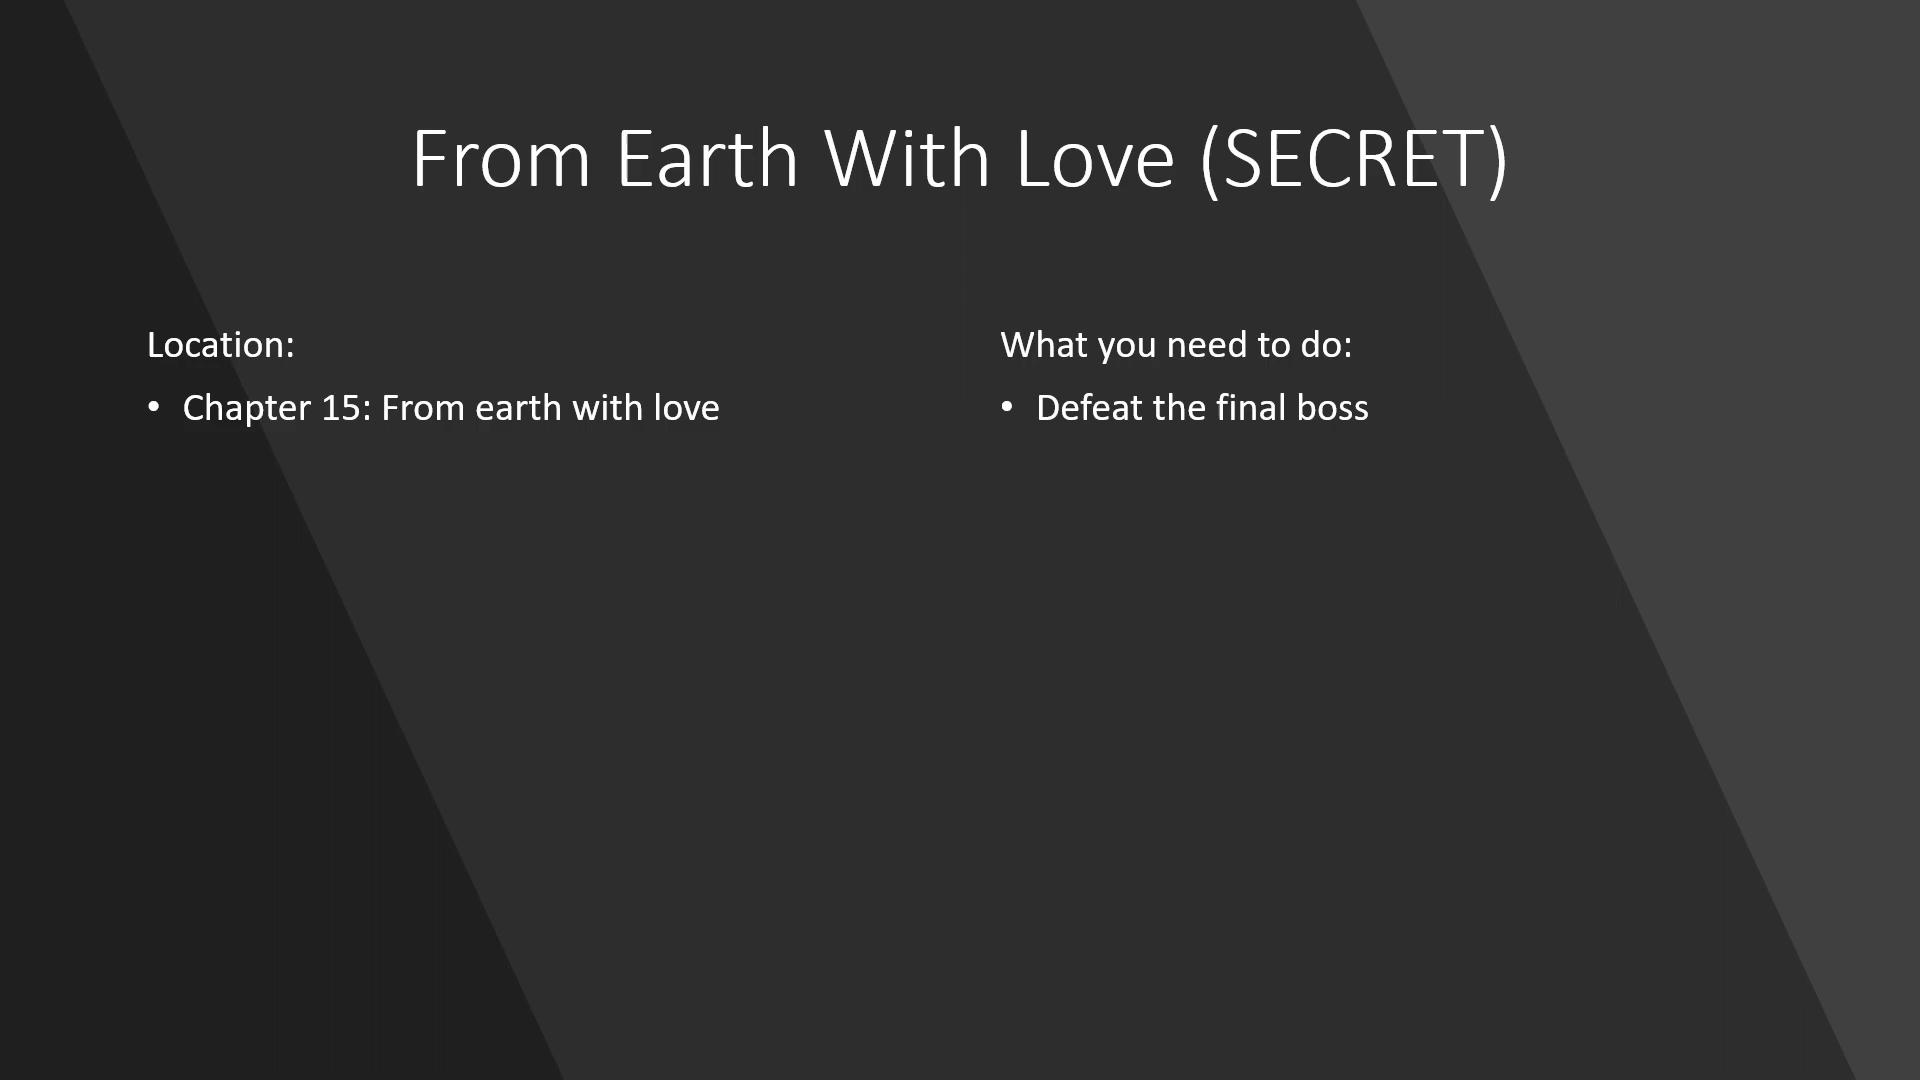 From Earth With Love (SECRET)
Location:
• Chapter 15: From earth with love
What you need to do:
• Defeat the final boss